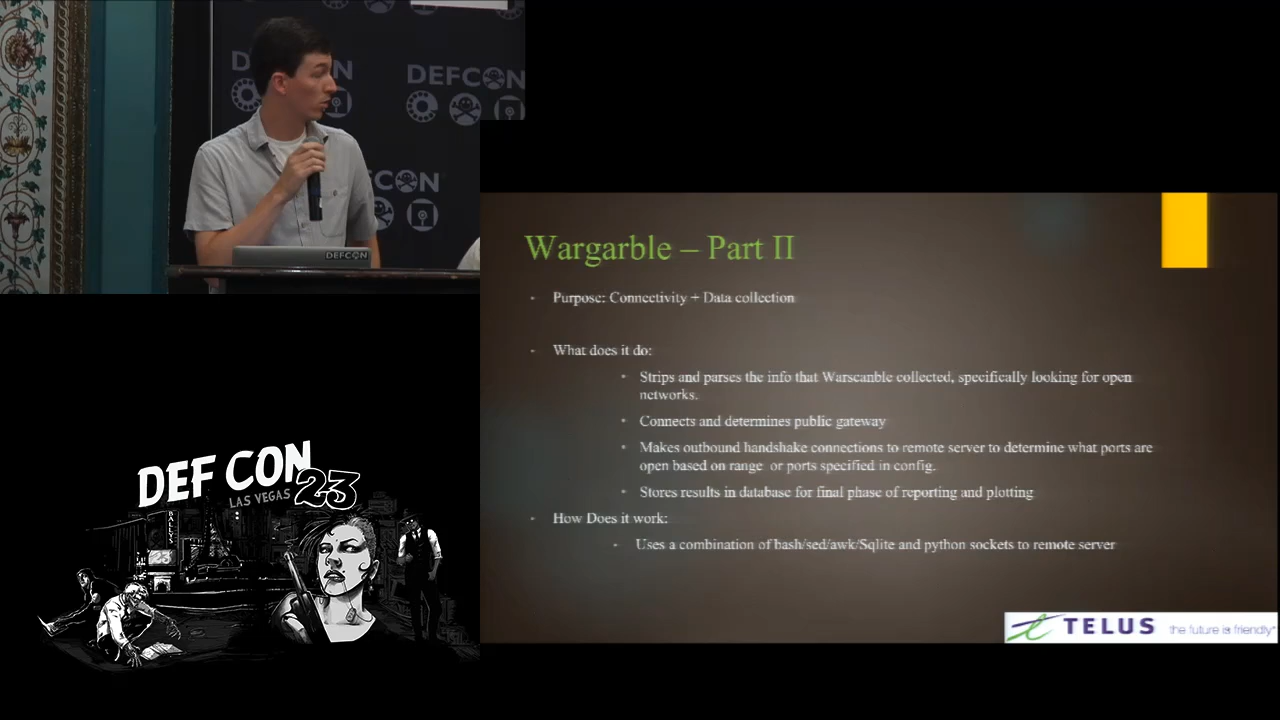 DEFCON
DEFCON
DEFCON
Wargarble – Part II
Purpose: Connectivity + Data collection
What does it do:
Strips and parses the info that Warscanble collected, specifically looking for open
networks.
Connects and determines public gateway
Makes outbound handshake connections to remote server to determine what ports are
open based on range or ports specified in config.
Stores results in database for final phase of reporting and plotting
How Does it work:
Uses a combination of bash/sed/awk/Sqlite and python sockets to remote server
TELUS the future is friendly®
DEF CON 23
LAS VEGAS
BALLYS